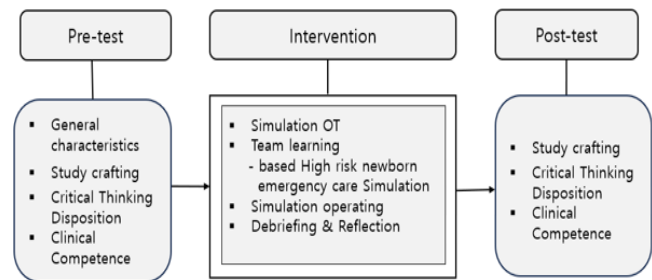 Pre-test
Intervention
Post-test
▪ General
characteristics
▪ Study crafting
▪ Critical Thinking
Disposition
▪ Clinical
Competence
▪ Simulation OT
▪ Team learning
- based High risk newborn
emergency care Simulation
▪ Simulation operating
▪ Debriefing & Reflection
▪ Study crafting
▪ Critical Thinking
Disposition
▪ Clinical
Competence